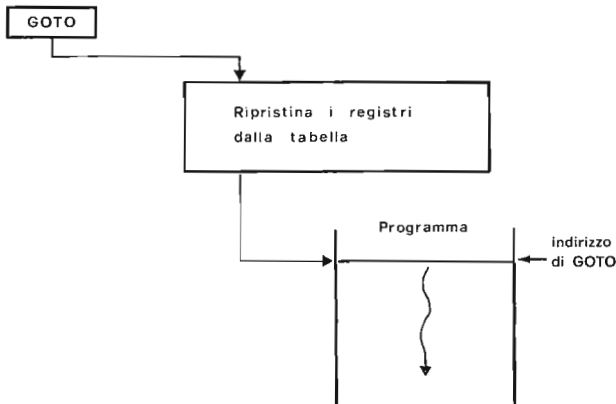 GOTO
Ripristina i registri
dalla tabella
Programma
indirizzo
di GOTO